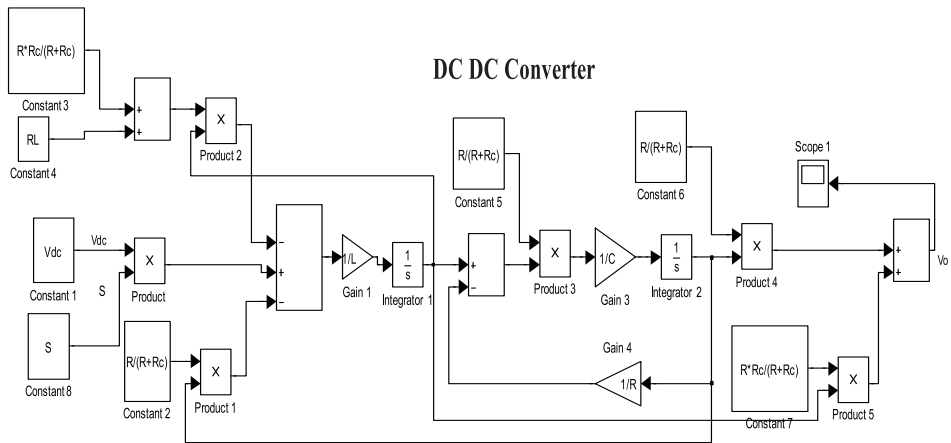 DC DC Converter
R*Rc/(R+Rc)
Constant 3
RL
Constant 4
+
+
X
Product 2
Vdc
Constant 1
Vdc
S
X
Product
S
Constant 8
R/(R+Rc)
Constant 2
X
Product 1
−
+
−
1/L
Gain 1
1
s
Integrator 1
+
−
R/(R+Rc)
Constant 5
X
Product 3
1/C
Gain 3
1
s
Integrator 2
R/(R+Rc)
Constant 6
X
Product 4
Gain 4
1/R
R*Rc/(R+Rc)
Constant 7
X
Product 5
Scope 1
+
+
Vo